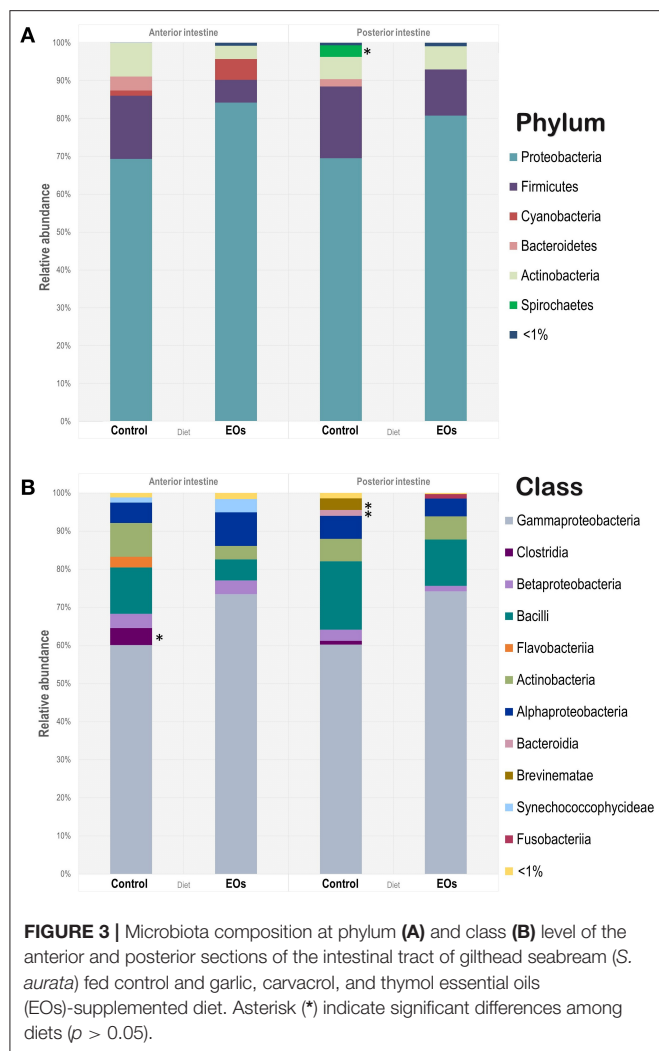 A
Anterior intestine
Posterior intestine
100%
90%
80%
70%
60%
50%
40%
30%
20%
10%
0%
Relative abundance
*
Control
Diet
EOs
Control
Diet
EOs
Phylum
Proteobacteria
Firmicutes
Cyanobacteria
Bacteroidetes
Actinobacteria
Spirochaetes
<1%
B
Anterior intestine
Posterior intestine
100%
90%
80%
70%
60%
50%
40%
30%
20%
10%
0%
Relative abundance
*
*
*
Control
Diet
EOs
Control
Diet
EOs
Class
Gammaproteobacteria
Clostridia
Betaproteobacteria
Bacilli
Flavobacteriia
Actinobacteria
Alphaproteobacteria
Bacteroidia
Brevinematae
Synechococcophycideae
Fusobacteriia
<1%
FIGURE 3 | Microbiota composition at phylum (A) and class (B) level of the
anterior and posterior sections of the intestinal tract of gilthead seabream (S.
aurata) fed control and garlic, carvacrol, and thymol essential oils
(EOs)-supplemented diet. Asterisk (*) indicate significant differences among
diets (p > 0.05).